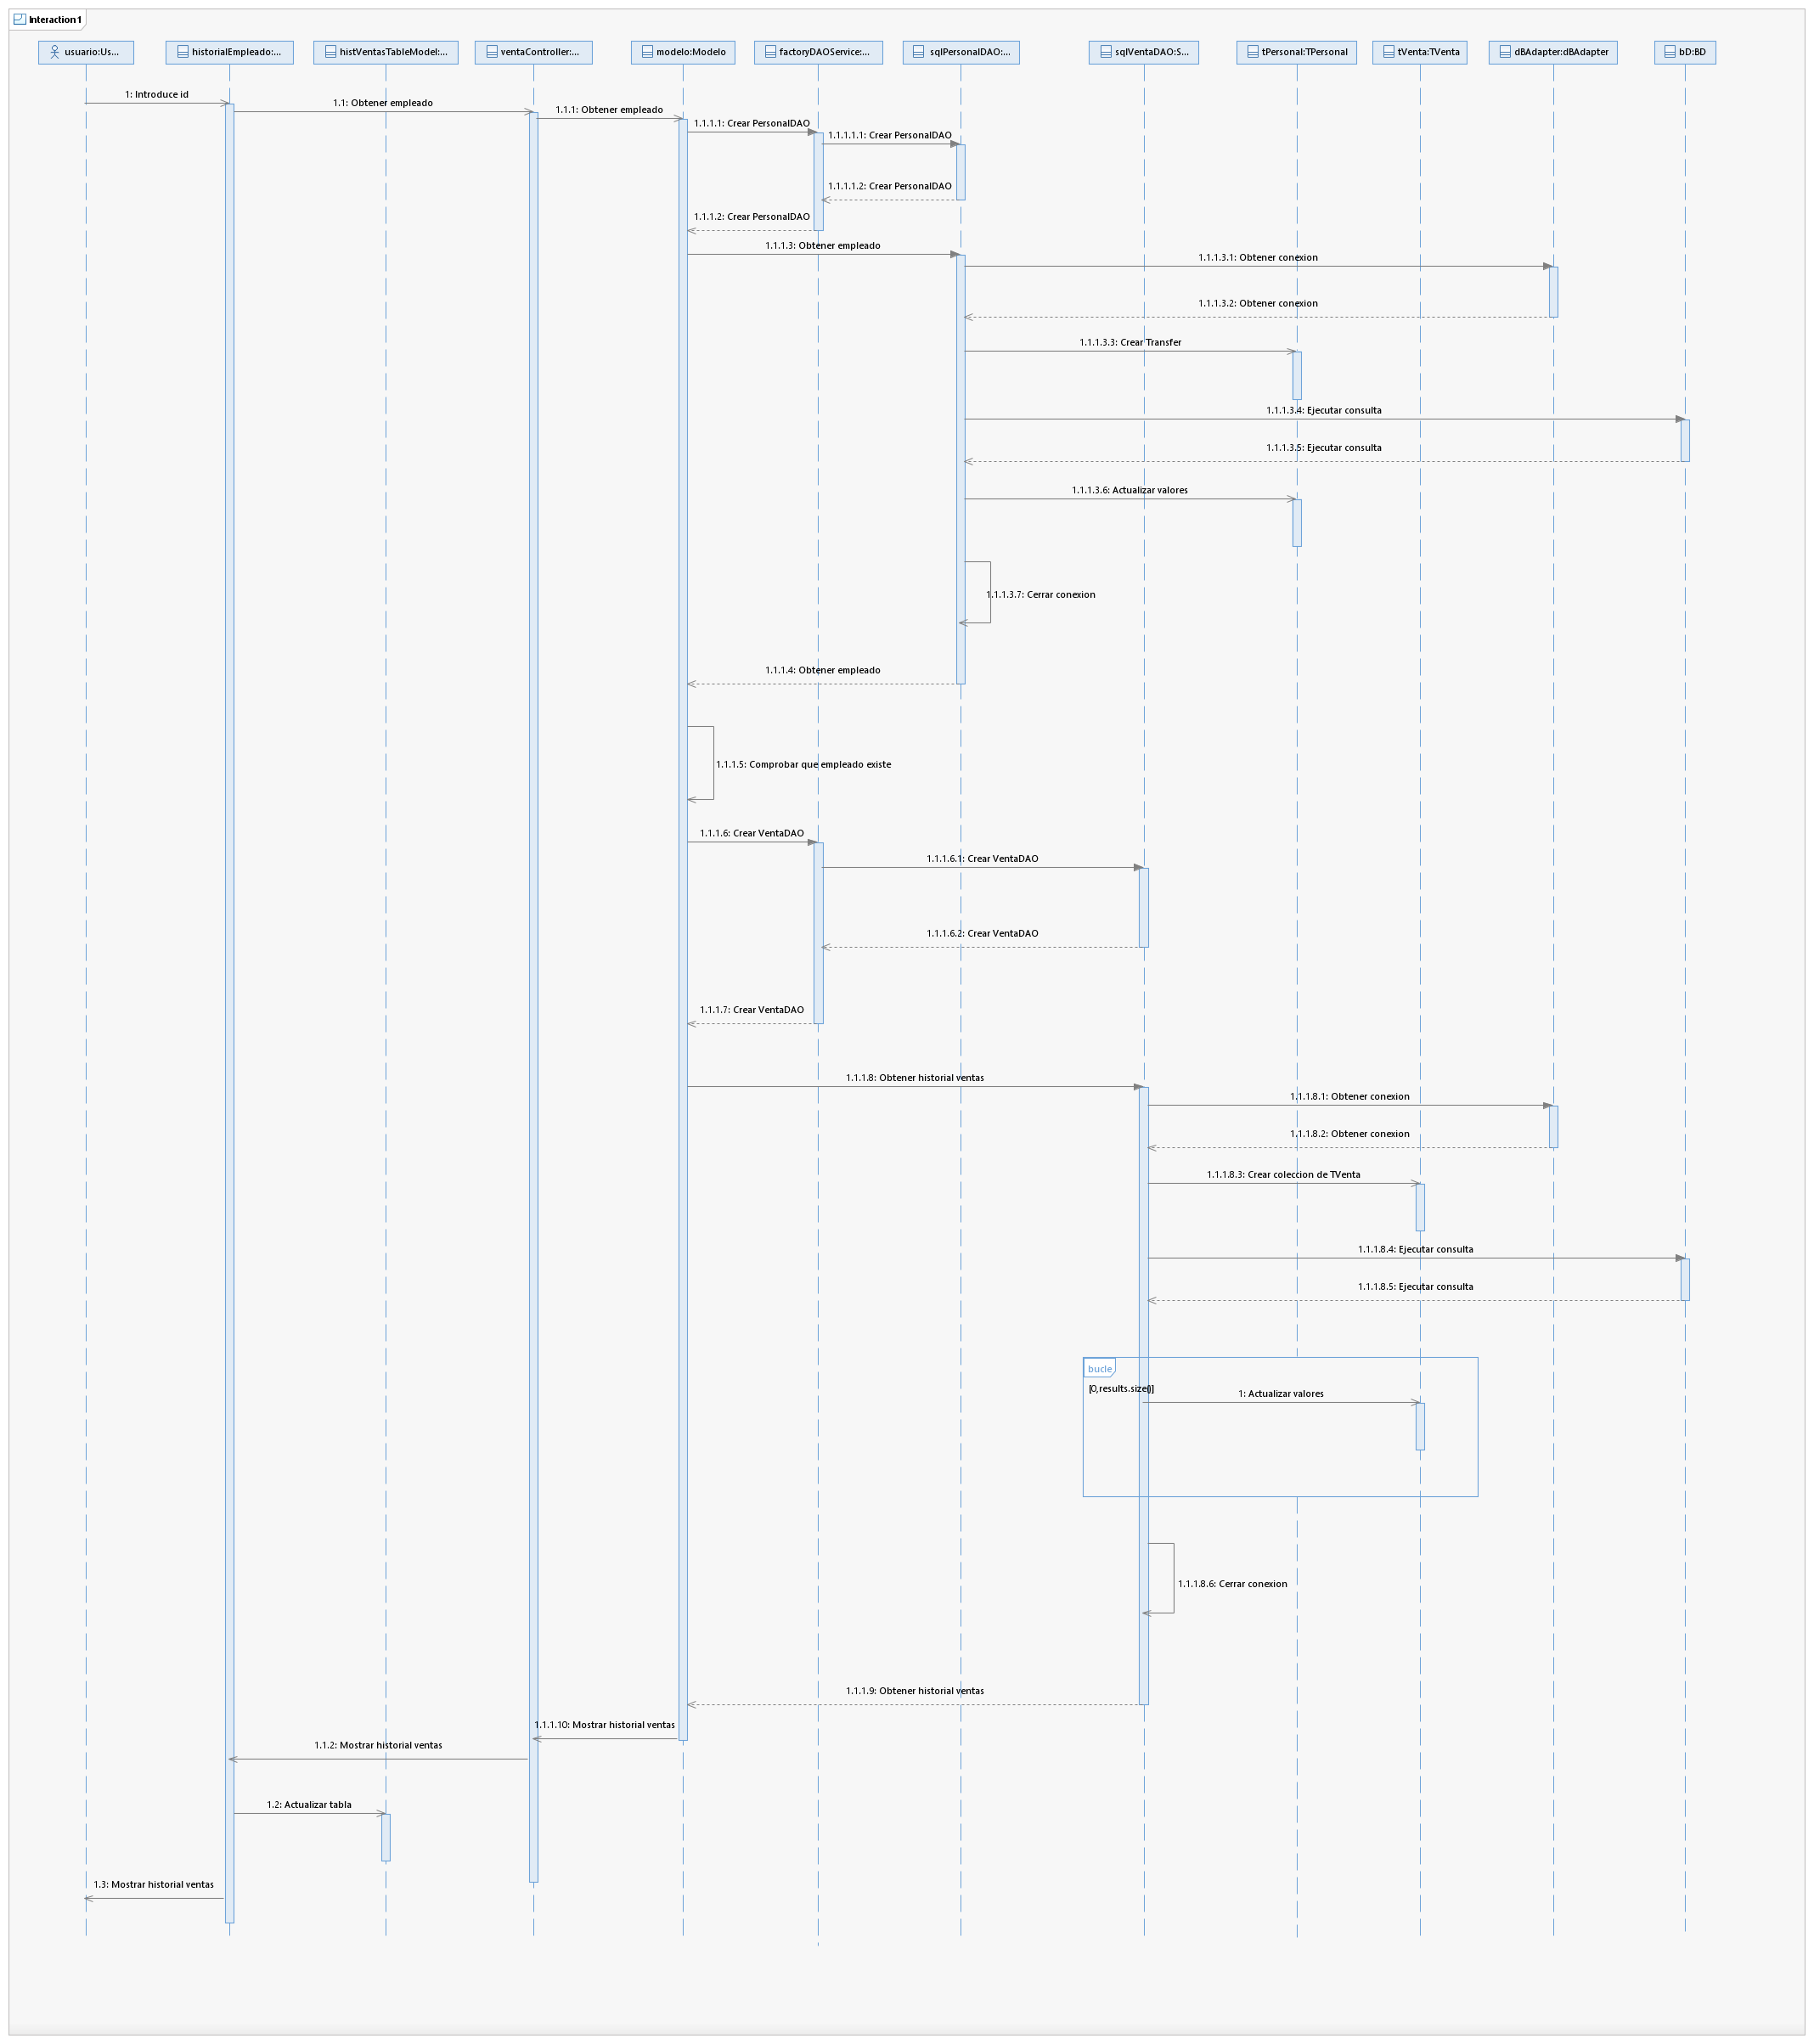 Interaction1
usuario:Us...
historialEmpleado:...
histVentasTableModel:...
ventaController:...
modelo:Modelo
factoryDAOService:...
sqlPersonalDAO:...
sqlVentaDAO:S...
tPersonal:TPersonal
tVenta:TVenta
dBAdapter:dBAdapter
bD:BD
1: Introduce id
1.1: Obtener empleado
1.1.1: Obtener empleado
1.1.1.1: Crear PersonalDAO
1.1.1.1.1: Crear PersonalDAO
1.1.1.1.2: Crear PersonalDAO
1.1.1.2: Crear PersonalDAO
1.1.1.3: Obtener empleado
1.1.1.3.1: Obtener conexion
1.1.1.3.2: Obtener conexion
1.1.1.3.3: Crear Transfer
1.1.1.3.4: Ejecutar consulta
1.1.1.3.5: Ejecutar consulta
1.1.1.3.6: Actualizar valores
1.1.1.3.7: Cerrar conexion
1.1.1.4: Obtener empleado
1.1.1.5: Comprobar que empleado existe
1.1.1.6: Crear VentaDAO
1.1.1.6.1: Crear VentaDAO
1.1.1.6.2: Crear VentaDAO
1.1.1.7: Crear VentaDAO
1.1.1.8: Obtener historial ventas
1.1.1.8.1: Obtener conexion
1.1.1.8.2: Obtener conexion
1.1.1.8.3: Crear coleccion de TVenta
1.1.1.8.4: Ejecutar consulta
1.1.1.8.5: Ejecutar consulta
bucle
[0,results.size()]
1: Actualizar valores
1.1.1.8.6: Cerrar conexion
1.1.1.9: Obtener historial ventas
1.1.1.10: Mostrar historial ventas
1.1.2: Mostrar historial ventas
1.2: Actualizar tabla
1.3: Mostrar historial ventas